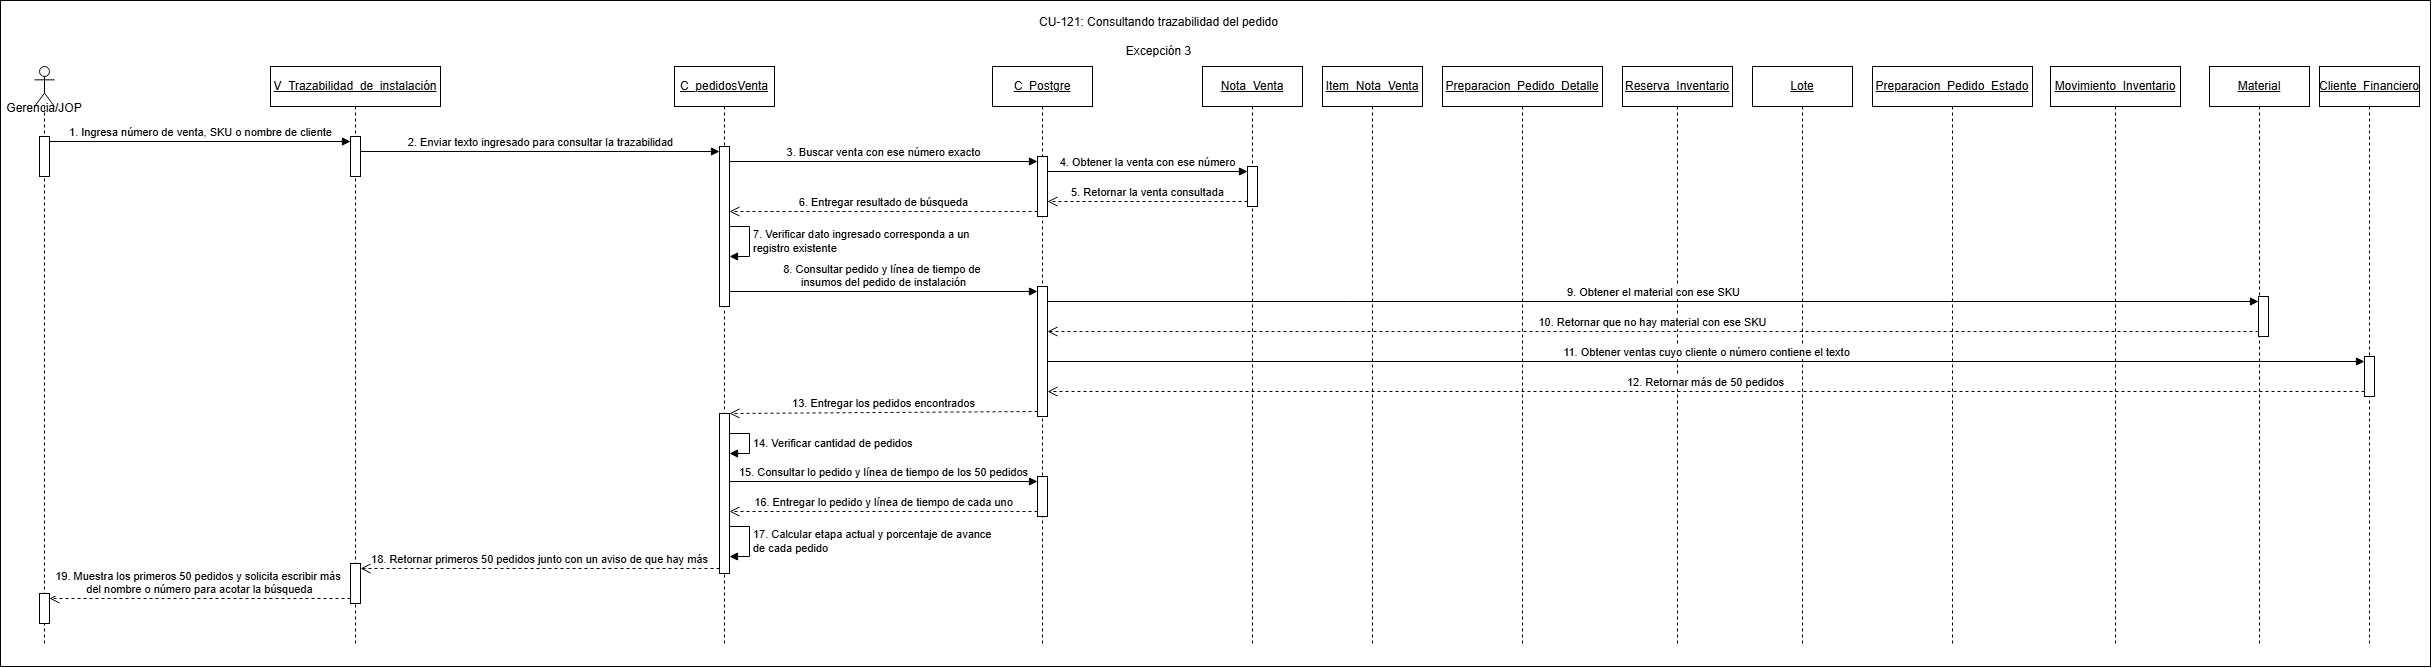 CU-121: Consultando trazabilidad del pedido
Excepción 3
Gerencia/JOP
V_Trazabilidad_de_instalación
C_pedidosVenta
C_Postgre
Nota_Venta
Item_Nota_Venta
Preparacion_Pedido_Detalle
Reserva_Inventario
Lote
Preparacion_Pedido_Estado
Movimiento_Inventario
Material
Cliente_Financiero
1. Ingresa número de venta, SKU o nombre de cliente
2. Enviar texto ingresado para consultar la trazabilidad
3. Buscar venta con ese número exacto
4. Obtener la venta con ese número
5. Retornar la venta consultada
6. Entregar resultado de búsqueda
7. Verificar dato ingresado corresponda a un
registro existente
8. Consultar pedido y línea de tiempo de
insumos del pedido de instalación
9. Obtener el material con ese SKU
10. Retornar que no hay material con ese SKU
11. Obtener ventas cuyo cliente o número contiene el texto
12. Retornar más de 50 pedidos
13. Entregar los pedidos encontrados
14. Verificar cantidad de pedidos
15. Consultar lo pedido y línea de tiempo de los 50 pedidos
16. Entregar lo pedido y línea de tiempo de cada uno
17. Calcular etapa actual y porcentaje de avance
de cada pedido
18. Retornar primeros 50 pedidos junto con un aviso de que hay más
19. Muestra los primeros 50 pedidos y solicita escribir más
del nombre o número para acotar la búsqueda